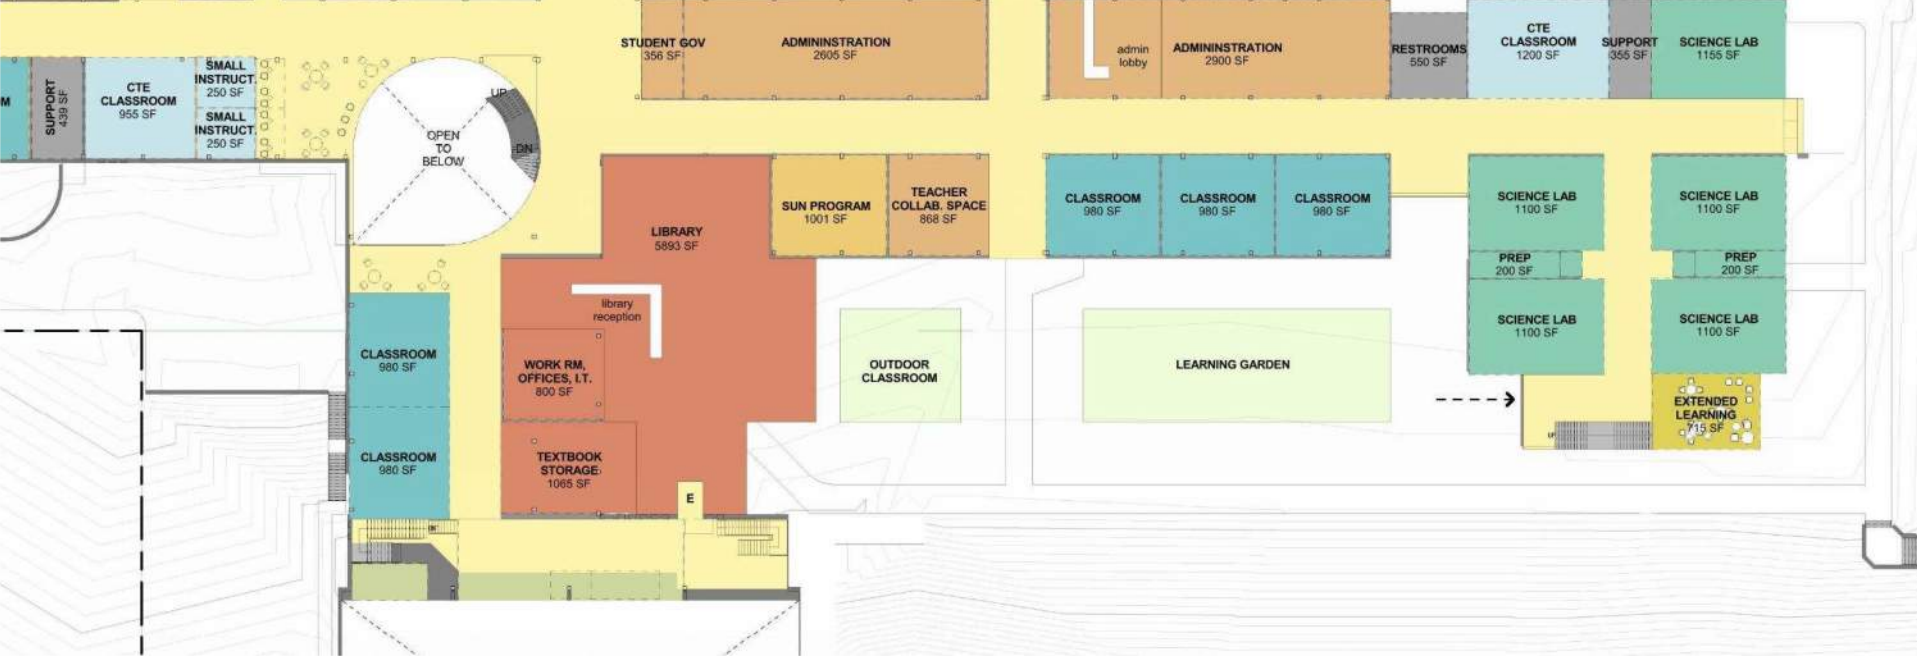 STUDENT GOV
356 SF
ADMININSTRATION
2605 SF
admin
lobby
ADMININSTRATION
2900 SF
RESTROOMS
550 SF
CTE
CLASSROOM
1200 SF
SUPPORT
355 SF
SCIENCE LAB
1155 SF
M
SUPPORT
439 SF
CTE
CLASSROOM
955 SF
SMALL
INSTRUCT.
250 SF
SMALL
INSTRUCT.
250 SF
UP
OPEN
TO
BELOW
DN
LIBRARY
5893 SF
SUN PROGRAM
1001 SF
TEACHER
COLLAB. SPACE
868 SF
CLASSROOM
980 SF
CLASSROOM
980 SF
CLASSROOM
980 SF
SCIENCE LAB
1100 SF
SCIENCE LAB
1100 SF
PREP
200 SF
PREP
200 SF
library
reception
SCIENCE LAB
1100 SF
SCIENCE LAB
1100 SF
CLASSROOM
980 SF
WORK RM,
OFFICES, I.T.
800 SF
OUTDOOR
CLASSROOM
LEARNING GARDEN
EXTENDED
LEARNING
715 SF
UP
CLASSROOM
980 SF
TEXTBOOK
STORAGE
1065 SF
E